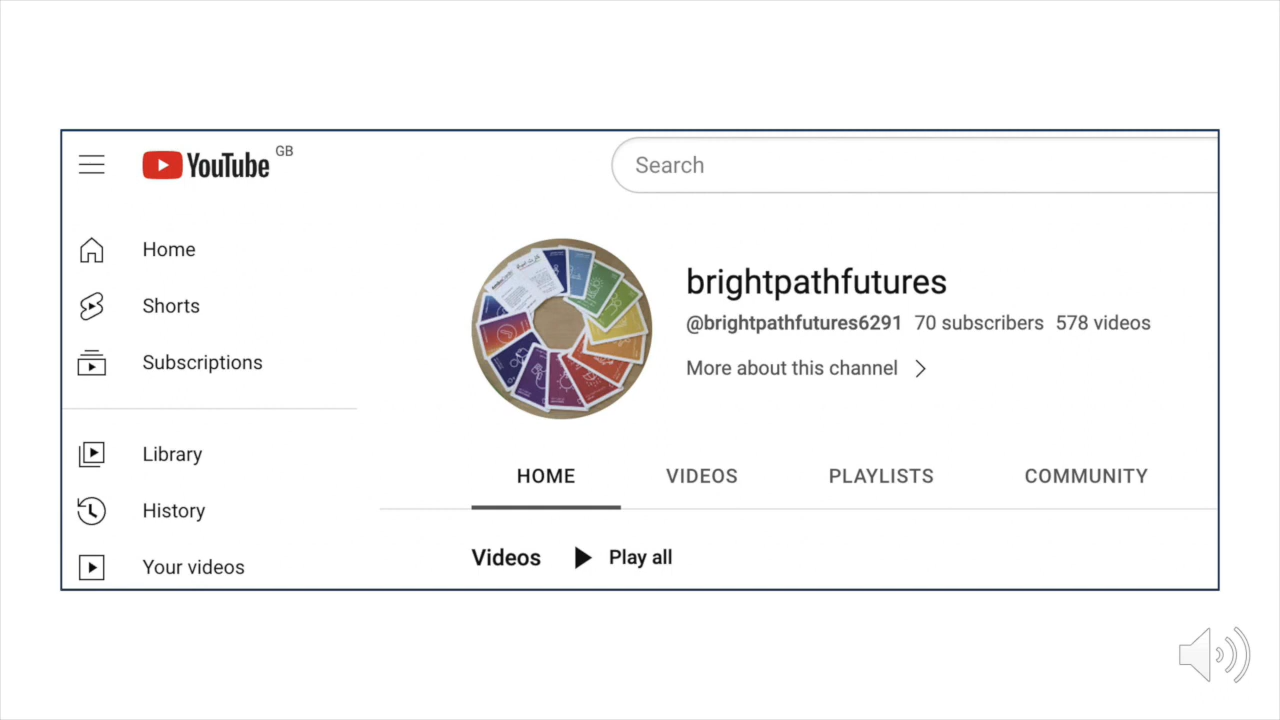 YouTube GB
Search
Home
Shorts
Subscriptions
Library
History
Your videos
brightpathfutures
@brightpathfutures6291 70 subscribers 578 videos
More about this channel
HOME VIDEOS PLAYLISTS COMMUNITY
Videos Play all